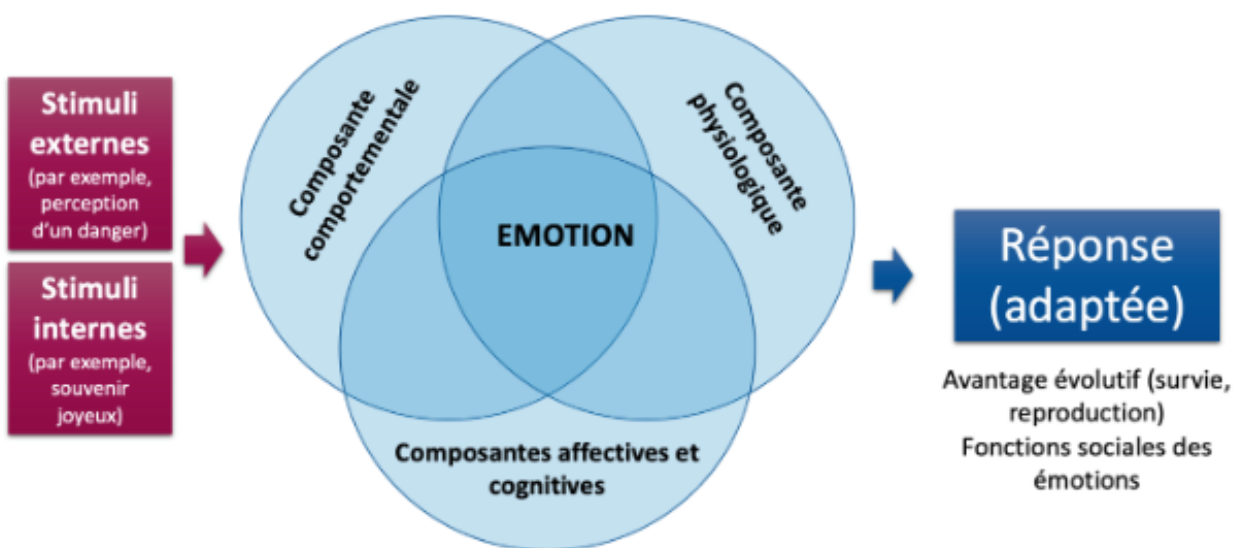 Stimuli
externes
(par exemple,
perception
d'un danger)
Stimuli
internes
(par exemple,
souvenir
joyeux)
Composante
comportementale
Composante
physiologique
EMOTION
Composantes affectives et
cognitives
Réponse
(adaptée)
Avantage évolutif (survie,
reproduction)
Fonctions sociales des
émotions